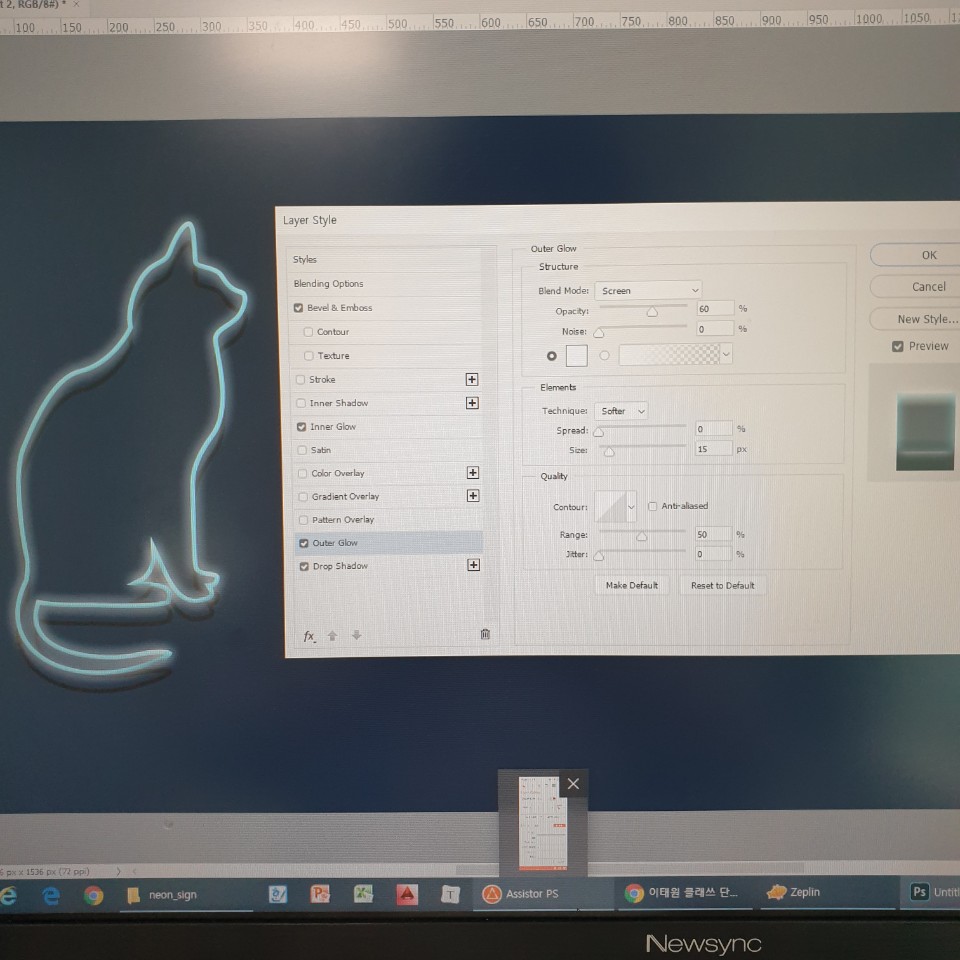 t 2, RGB/8#) * ×
100 150 200 250 300 350 400 450 500 550 600 650 700 750 800 850 900 950 1000 1050
Layer Style
Styles
Blending Options
Bevel & Emboss
Contour
Texture
Stroke
Inner Shadow
Inner Glow
Satin
Color Overlay
Gradient Overlay
Pattern Overlay
Outer Glow
Drop Shadow
fx
Outer Glow
Structure
Blend Mode: Screen
Opacity: 60 %
Noise: 0 %
Elements
Technique: Softer
Spread: 0 %
Size: 15 px
Quality
Contour: Anti-aliased
Range: 50 %
Jitter: 0 %
Make Default Reset to Default
OK
Cancel
New Style...
Preview
6 px x 1536 px (72 ppi)
neon_sign
Assistor PS
이태원 클래쓰 단...
Zeplin
Ps Untitl
Newsync